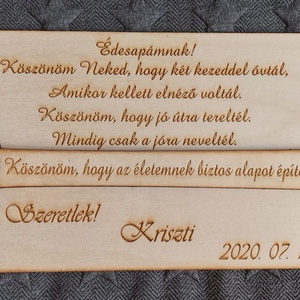 Édesapámnak!
Köszönöm Neked, hogy két kezeddel óvtál,
Amikor kellett elnéző voltál.
Köszönöm, hogy jó útra tereltél.
Mindig csak a jóra neveltél.
Köszönöm, hogy az életemnek biztos alapot építe
Szeretlek!
Kriszti
2020. 07.